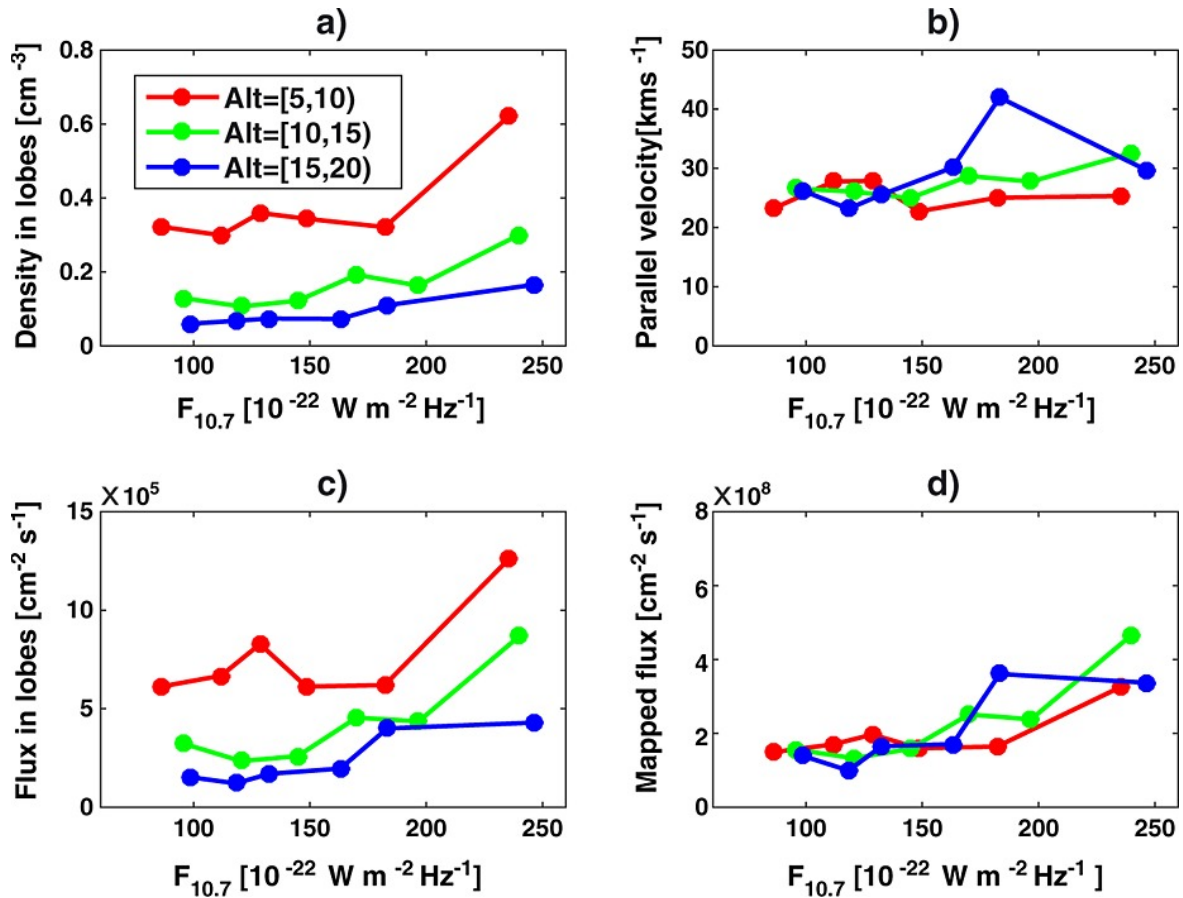 a)
Density in lobes [cm-3]
0.8
0.6
0.4
0.2
0
Alt=[5,10)
Alt=[10,15)
Alt=[15,20)
100 150 200 250
F10.7 [10 -22 W m -2 Hz-1]
b)
Parallel velocity[kms -1]
50
40
30
20
10
0
100 150 200 250
F10.7 [10 -22 W m -2 Hz-1]
c)
X10 5
Flux in lobes [cm-2 s-1]
15
10
5
0
100 150 200 250
F10.7 [10 -22 W m -2 Hz-1]
d)
X10 8
Mapped flux [cm-2 s-1]
8
6
4
2
0
100 150 200 250
F10.7 [10 -22 W m -2 Hz-1 ]